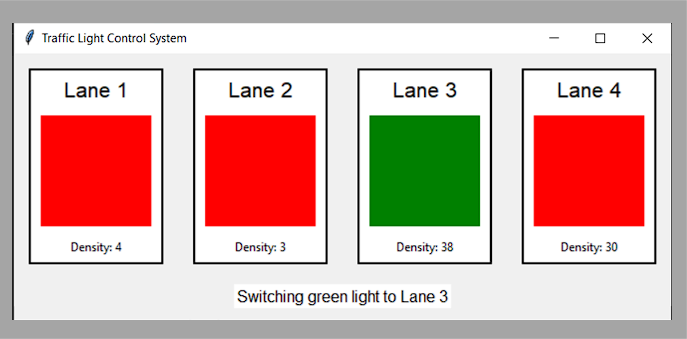 Traffic Light Control System
Lane 1
Lane 2
Lane 3
Lane 4
Density: 4
Density: 3
Density: 38
Density: 30
Switching green light to Lane 3